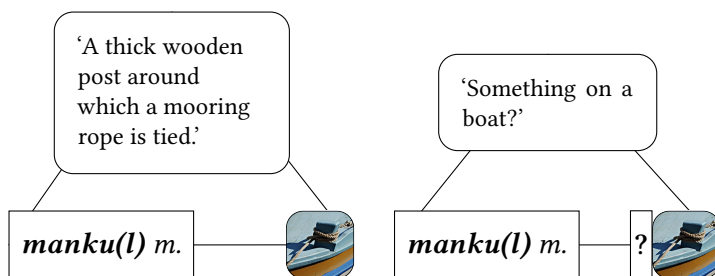 ‘A thick wooden
post around
which a mooring
rope is tied.’
manku(l) m.
‘Something on a
boat?’
manku(l) m.
?